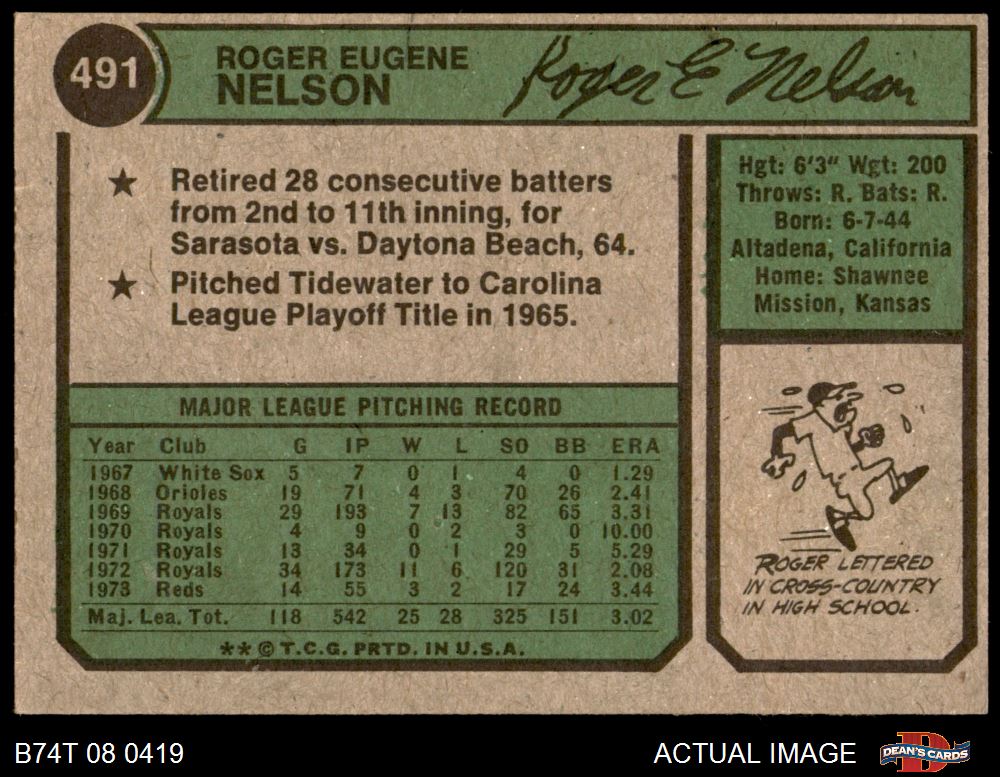 491
ROGER EUGENE
NELSON
Roger E Nelson
★ Retired 28 consecutive batters
from 2nd to 11th inning, for
Sarasota vs. Daytona Beach, 64.
★ Pitched Tidewater to Carolina
League Playoff Title in 1965.
Hgt: 6'3" Wgt: 200
Throws: R. Bats: R.
Born: 6-7-44
Altadena, California
Home: Shawnee
Mission, Kansas
MAJOR LEAGUE PITCHING RECORD
Year Club G IP W L SO BB ERA
1967 White Sox 5 7 0 1 4 0 1.29
1968 Orioles 19 71 4 3 70 26 2.41
1969 Royals 29 193 7 13 82 65 3.31
1970 Royals 4 9 0 2 3 0 10.00
1971 Royals 13 34 0 1 29 5 5.29
1972 Royals 34 173 11 6 120 31 2.08
1973 Reds 14 55 3 2 17 24 3.44
Maj. Lea. Tot. 118 542 25 28 325 151 3.02
** © T.C.G. PRTD. IN U.S.A.
ROGER LETTERED
IN CROSS-COUNTRY
IN HIGH SCHOOL.
B74T 08 0419
ACTUAL IMAGE
DEAN'S CARDS